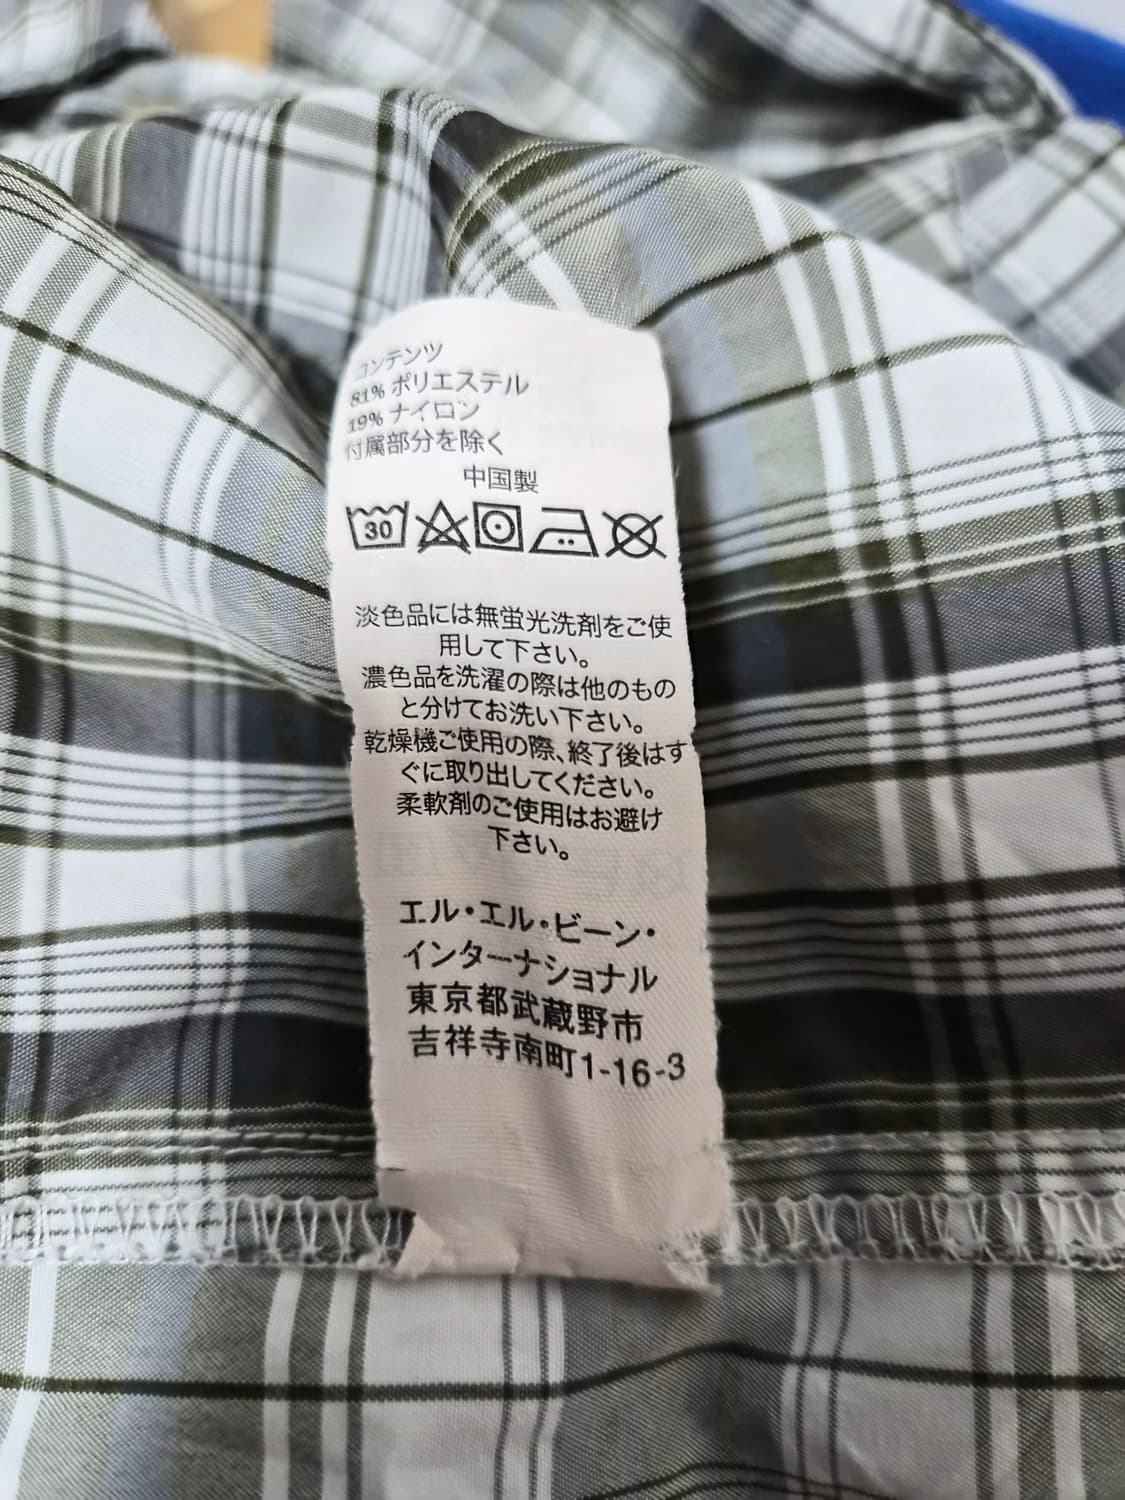 コンテンツ
81% ポリエステル
19% ナイロン
付属部分を除く
中国製
30
淡色品には無蛍光洗剤をご使
用して下さい。
濃色品を洗濯の際は他のもの
と分けてお洗い下さい。
乾燥機ご使用の際､終了後はす
ぐに取り出してください。
柔軟剤のご使用はお避け
下さい。
エル・エル・ビーン・
インターナショナル
東京都武蔵野市
吉祥寺南町1-16-3